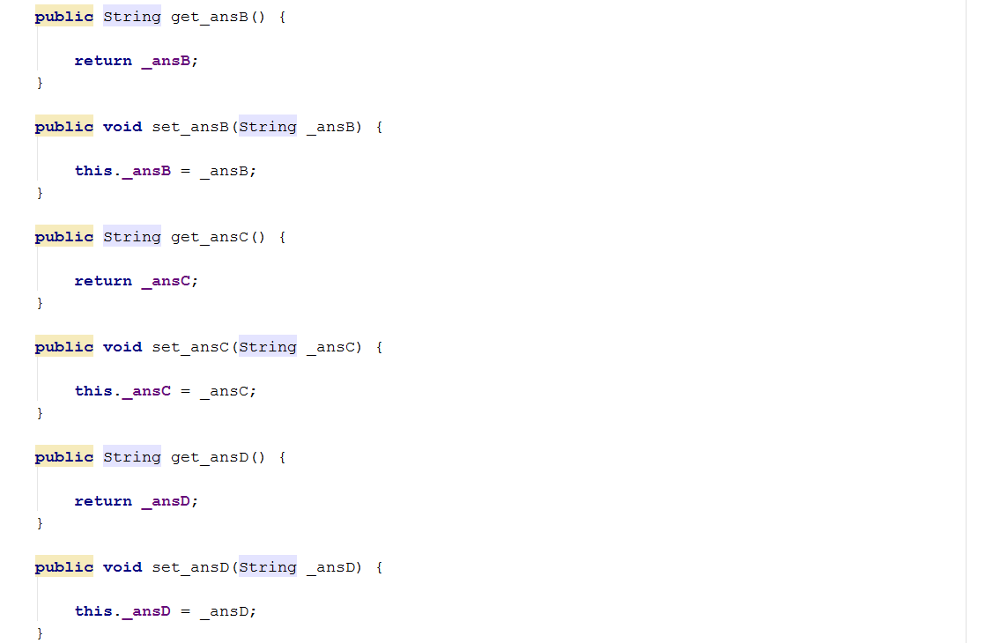 public String get_ansB() {
return _ansB;
}
public void set_ansB(String _ansB) {
this._ansB = _ansB;
}
public String get_ansC() {
return _ansC;
}
public void set_ansC(String _ansC) {
this._ansC = _ansC;
}
public String get_ansD() {
return _ansD;
}
public void set_ansD(String _ansD) {
this._ansD = _ansD;
}